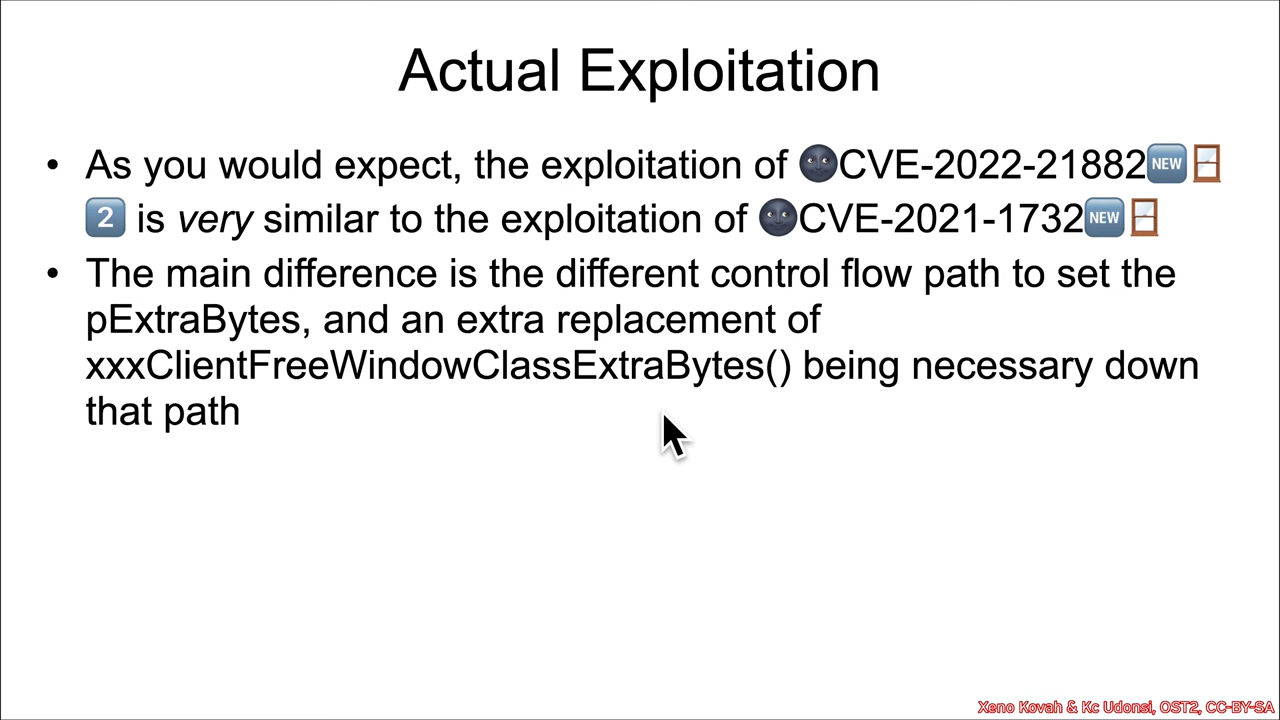 Actual Exploitation
• As you would expect, the exploitation of 🌚CVE-2022-21882🆕🪟
2️⃣ is very similar to the exploitation of 🌚CVE-2021-1732🆕🪟
• The main difference is the different control flow path to set the
pExtraBytes, and an extra replacement of
xxxClientFreeWindowClassExtraBytes() being necessary down
that path
Xeno Kovah & Kc Udonsi, OST2, CC-BY-SA